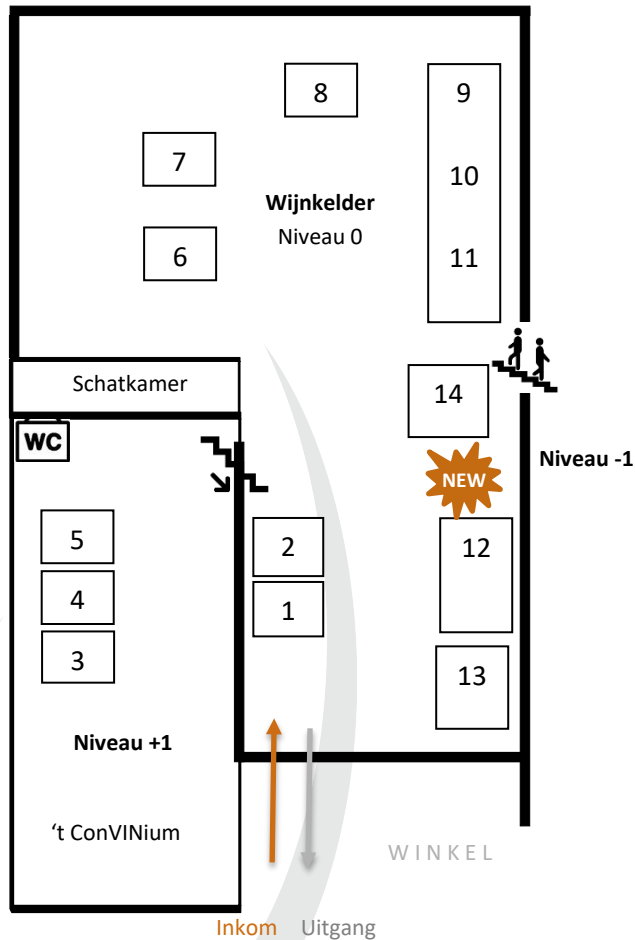 8
9
7
10
Wijnkelder
Niveau 0
6
11
Schatkamer
14
WC
Niveau -1
NEW
5
2
12
4
1
3
13
Niveau +1
‘t ConVINium
WINKEL
Inkom Uitgang